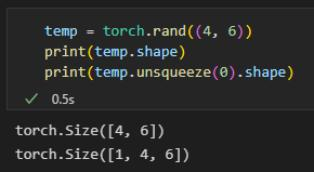 temp = torch.rand((4, 6))
print(temp.shape)
print(temp.unsqueeze(0).shape)
✓ 0.5s
torch.Size([4, 6])
torch.Size([1, 4, 6])